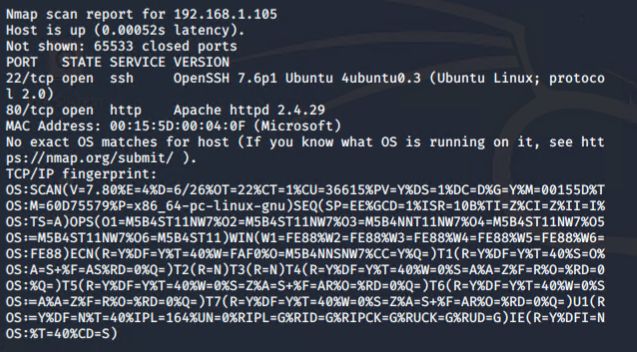 Nmap scan report for 192.168.1.105
Host is up (0.00052s latency).
Not shown: 65533 closed ports
PORT   STATE SERVICE VERSION
22/tcp open  ssh     OpenSSH 7.6p1 Ubuntu 4ubuntu0.3 (Ubuntu Linux; protoco
l 2.0)
80/tcp open  http    Apache httpd 2.4.29
MAC Address: 00:15:5D:00:04:0F (Microsoft)
No exact OS matches for host (If you know what OS is running on it, see htt
ps://nmap.org/submit/ ).
TCP/IP fingerprint:
OS:SCAN(V=7.80%E=4%D=6/26%OT=22%CT=1%CU=36615%PV=Y%DS=1%DC=D%G=Y%M=00155D%T
OS:M=60D75579%P=x86_64-pc-linux-gnu)SEQ(SP=EE%GCD=1%ISR=10B%TI=Z%CI=Z%II=I%
OS:TS=A)OPS(O1=M5B4ST11NW7%O2=M5B4ST11NW7%O3=M5B4NNT11NW7%O4=M5B4ST11NW7%O5
OS:=M5B4ST11NW7%O6=M5B4ST11)WIN(W1=FE88%W2=FE88%W3=FE88%W4=FE88%W5=FE88%W6=
OS:FE88)ECN(R=Y%DF=Y%T=40%W=FAF0%O=M5B4NNSNW7%CC=Y%Q=)T1(R=Y%DF=Y%T=40%S=O%
OS:A=S+%F=AS%RD=0%Q=)T2(R=N)T3(R=N)T4(R=Y%DF=Y%T=40%W=0%S=A%A=Z%F=R%O=%RD=0
OS:%Q=)T5(R=Y%DF=Y%T=40%W=0%S=Z%A=S+%F=AR%O=%RD=0%Q=)T6(R=Y%DF=Y%T=40%W=0%S
OS:=A%A=Z%F=R%O=%RD=0%Q=)T7(R=Y%DF=Y%T=40%W=0%S=Z%A=S+%F=AR%O=%RD=0%Q=)U1(R
OS:=Y%DF=N%T=40%IPL=164%UN=0%RIPL=G%RID=G%RIPCK=G%RUCK=G%RUD=G)IE(R=Y%DFI=N
OS:%T=40%CD=S)